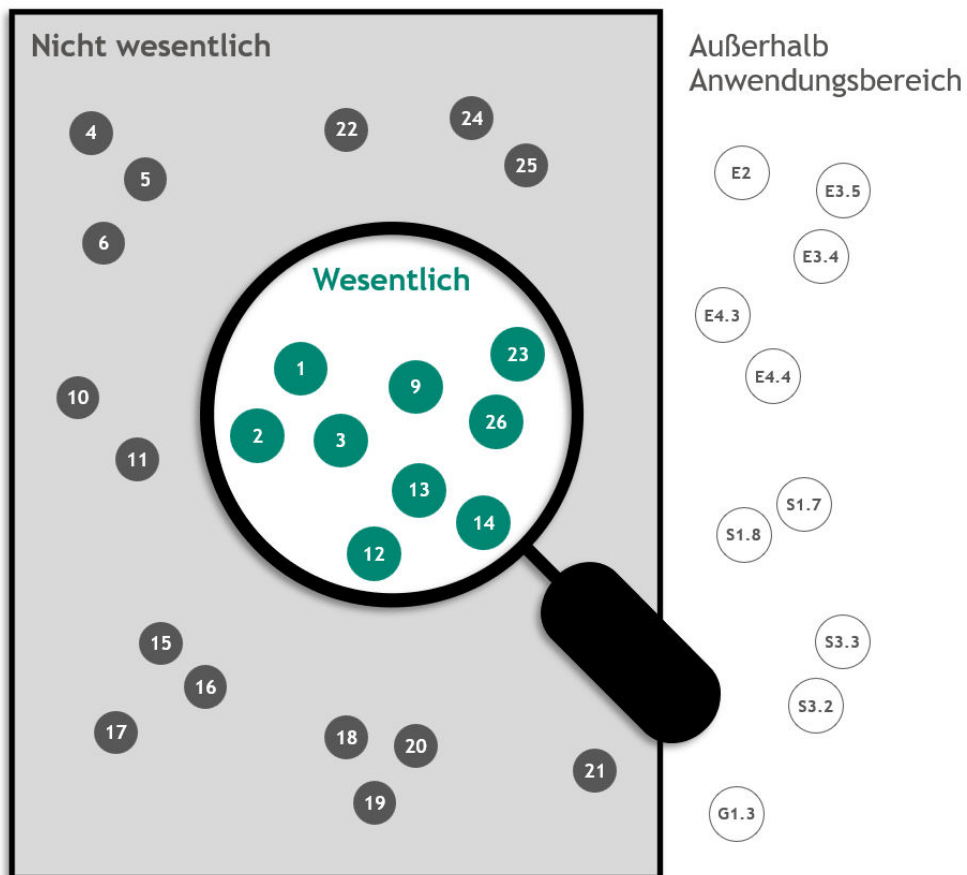 Nicht wesentlich
Außerhalb
Anwendungsbereich
4
22
24
5
25
6
E2
E3.5
E3.4
E4.3
E4.4
Wesentlich
1
9
23
2
3
26
13
14
12
10
11
S1.7
S1.8
15
16
17
18
20
19
21
S3.3
S3.2
G1.3